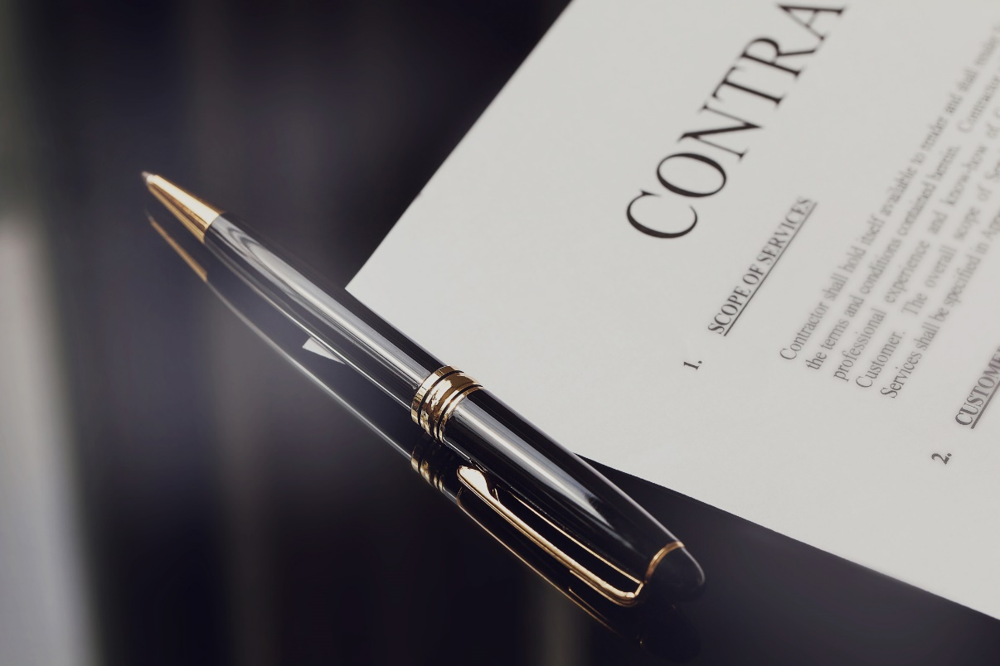 CONTRA
1. SCOPE OF SERVICES
Contractor shall hold itself available to render and shall
the terms and conditions contained herein. Contractor
professional experience and know-how of
Customer. The overall scope of
Services shall be specified in
2. CUSTOME